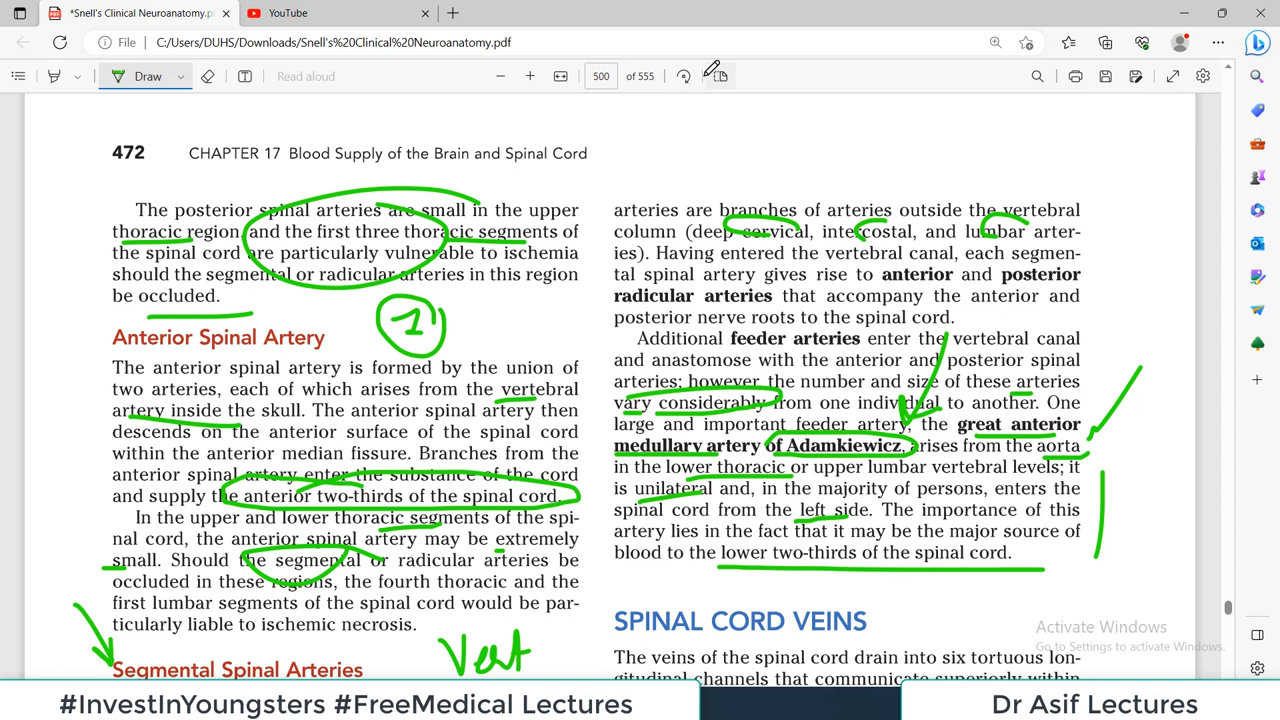 *Snell's Clinical Neuroanatomy.p
YouTube
File
C:/Users/DUHS/Downloads/Snell's%20Clinical%20Neuroanatomy.pdf
Draw
Read aloud
500 of 555
472 CHAPTER 17 Blood Supply of the Brain and Spinal Cord
The posterior spinal arteries are small in the upper
thoracic region, and the first three thoracic segments of
the spinal cord are particularly vulnerable to ischemia
should the segmental or radicular arteries in this region
be occluded.
1
Anterior Spinal Artery
The anterior spinal artery is formed by the union of
two arteries, each of which arises from the vertebral
artery inside the skull. The anterior spinal artery then
descends on the anterior surface of the spinal cord
within the anterior median fissure. Branches from the
anterior spinal artery enter the substance of the cord
and supply the anterior two-thirds of the spinal cord.
In the upper and lower thoracic segments of the spi-
nal cord, the anterior spinal artery may be extremely
small. Should the segmental or radicular arteries be
occluded in these regions, the fourth thoracic and the
first lumbar segments of the spinal cord would be par-
ticularly liable to ischemic necrosis.
Vert
Segmental Spinal Arteries
arteries are branches of arteries outside the vertebral
column (deep cervical, intercostal, and lumbar arter-
ies). Having entered the vertebral canal, each segmen-
tal spinal artery gives rise to anterior and posterior
radicular arteries that accompany the anterior and
posterior nerve roots to the spinal cord.
Additional feeder arteries enter the vertebral canal
and anastomose with the anterior and posterior spinal
arteries; however, the number and size of these arteries
vary considerably from one individual to another. One
large and important feeder artery, the great anterior
medullary artery of Adamkiewicz, arises from the aorta
in the lower thoracic or upper lumbar vertebral levels; it
is unilateral and, in the majority of persons, enters the
spinal cord from the left side. The importance of this
artery lies in the fact that it may be the major source of
blood to the lower two-thirds of the spinal cord.
SPINAL CORD VEINS
The veins of the spinal cord drain into six tortuous lon-
gitudinal channels that communicate superiorly within
Activate Windows
Go to Settings to activate Windows.
#InvestInYoungsters #FreeMedical Lectures
Dr Asif Lectures